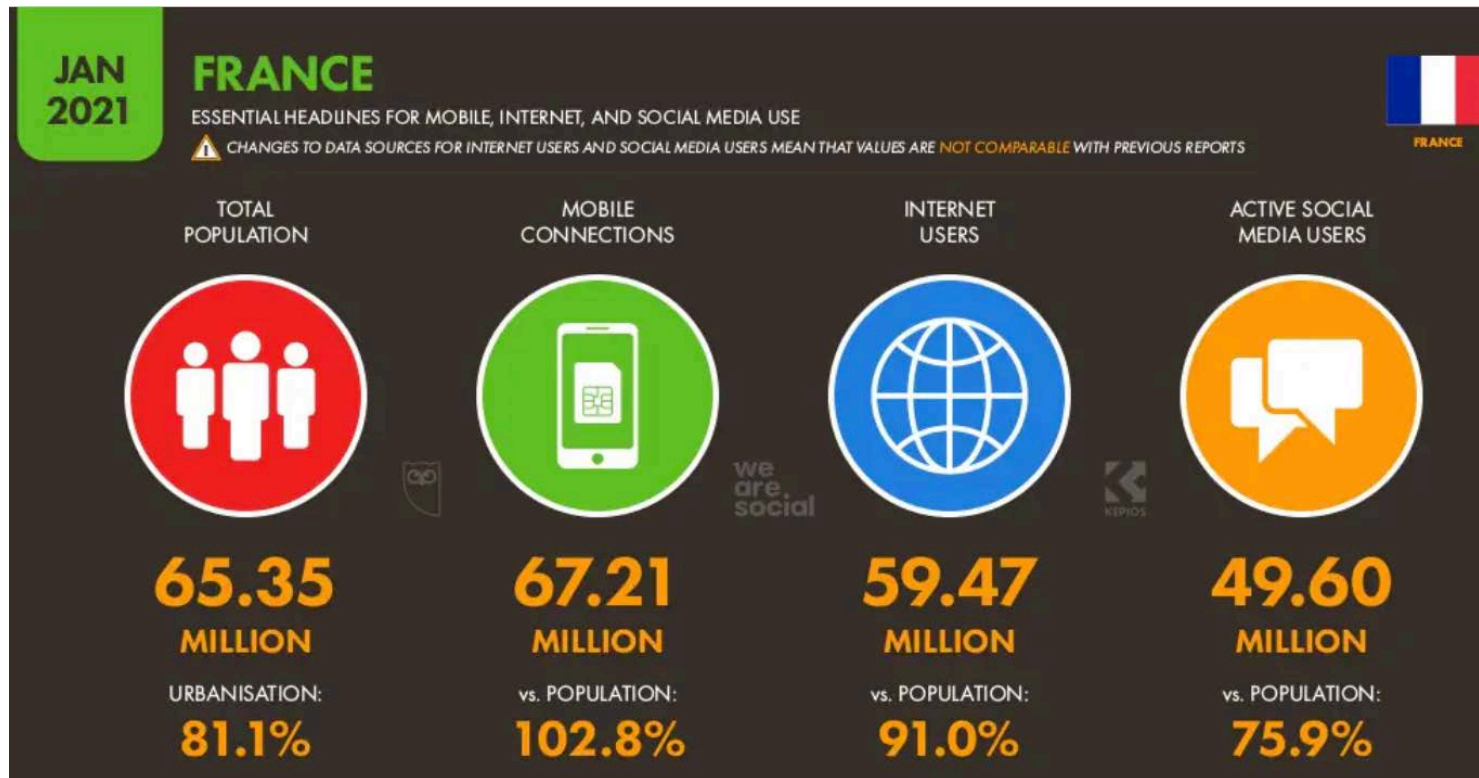 JAN
2021
FRANCE
ESSENTIAL HEADLINES FOR MOBILE, INTERNET, AND SOCIAL MEDIA USE
! CHANGES TO DATA SOURCES FOR INTERNET USERS AND SOCIAL MEDIA USERS MEAN THAT VALUES ARE NOT COMPARABLE WITH PREVIOUS REPORTS
FRANCE
TOTAL
POPULATION
65.35
MILLION
URBANISATION:
81.1%
MOBILE
CONNECTIONS
67.21
MILLION
vs. POPULATION:
102.8%
INTERNET
USERS
59.47
MILLION
vs. POPULATION:
91.0%
ACTIVE SOCIAL
MEDIA USERS
49.60
MILLION
vs. POPULATION:
75.9%
we
are.
social
KEPIOS